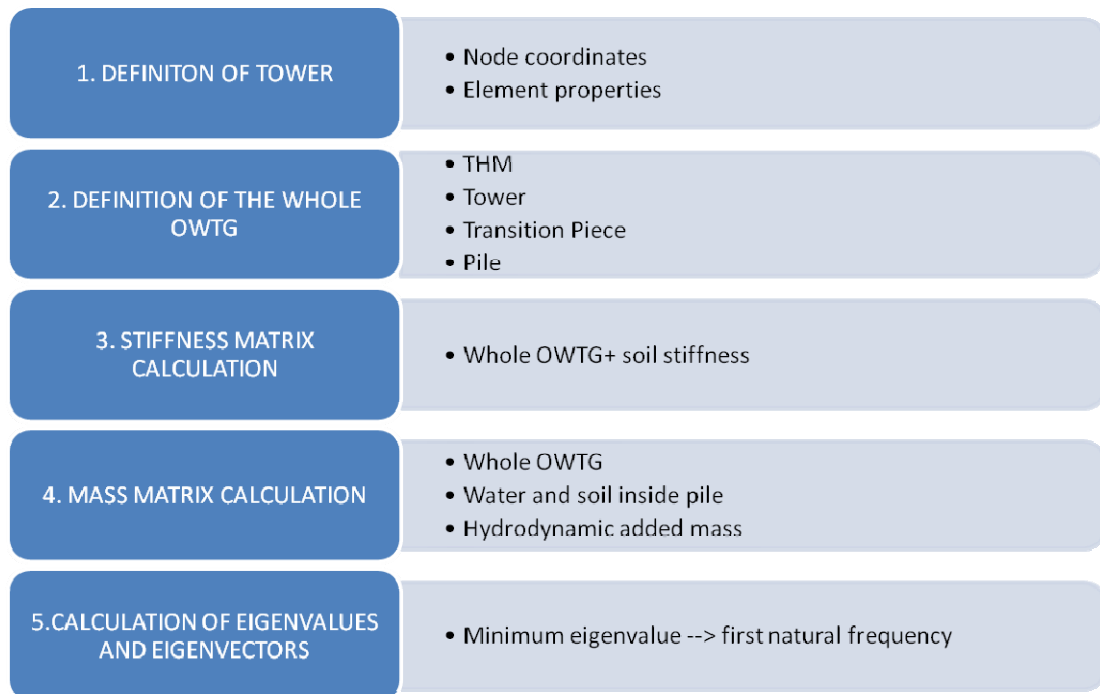 1. DEFINITON OF TOWER
• Node coordinates
• Element properties
2. DEFINITION OF THE WHOLE
OWTG
• THM
• Tower
• Transition Piece
• Pile
3. STIFFNESS MATRIX
CALCULATION
• Whole OWTG+ soil stiffness
4. MASS MATRIX CALCULATION
• Whole OWTG
• Water and soil inside pile
• Hydrodynamic added mass
5.CALCULATION OF EIGENVALUES
AND EIGENVECTORS
• Minimum eigenvalue --> first natural frequency